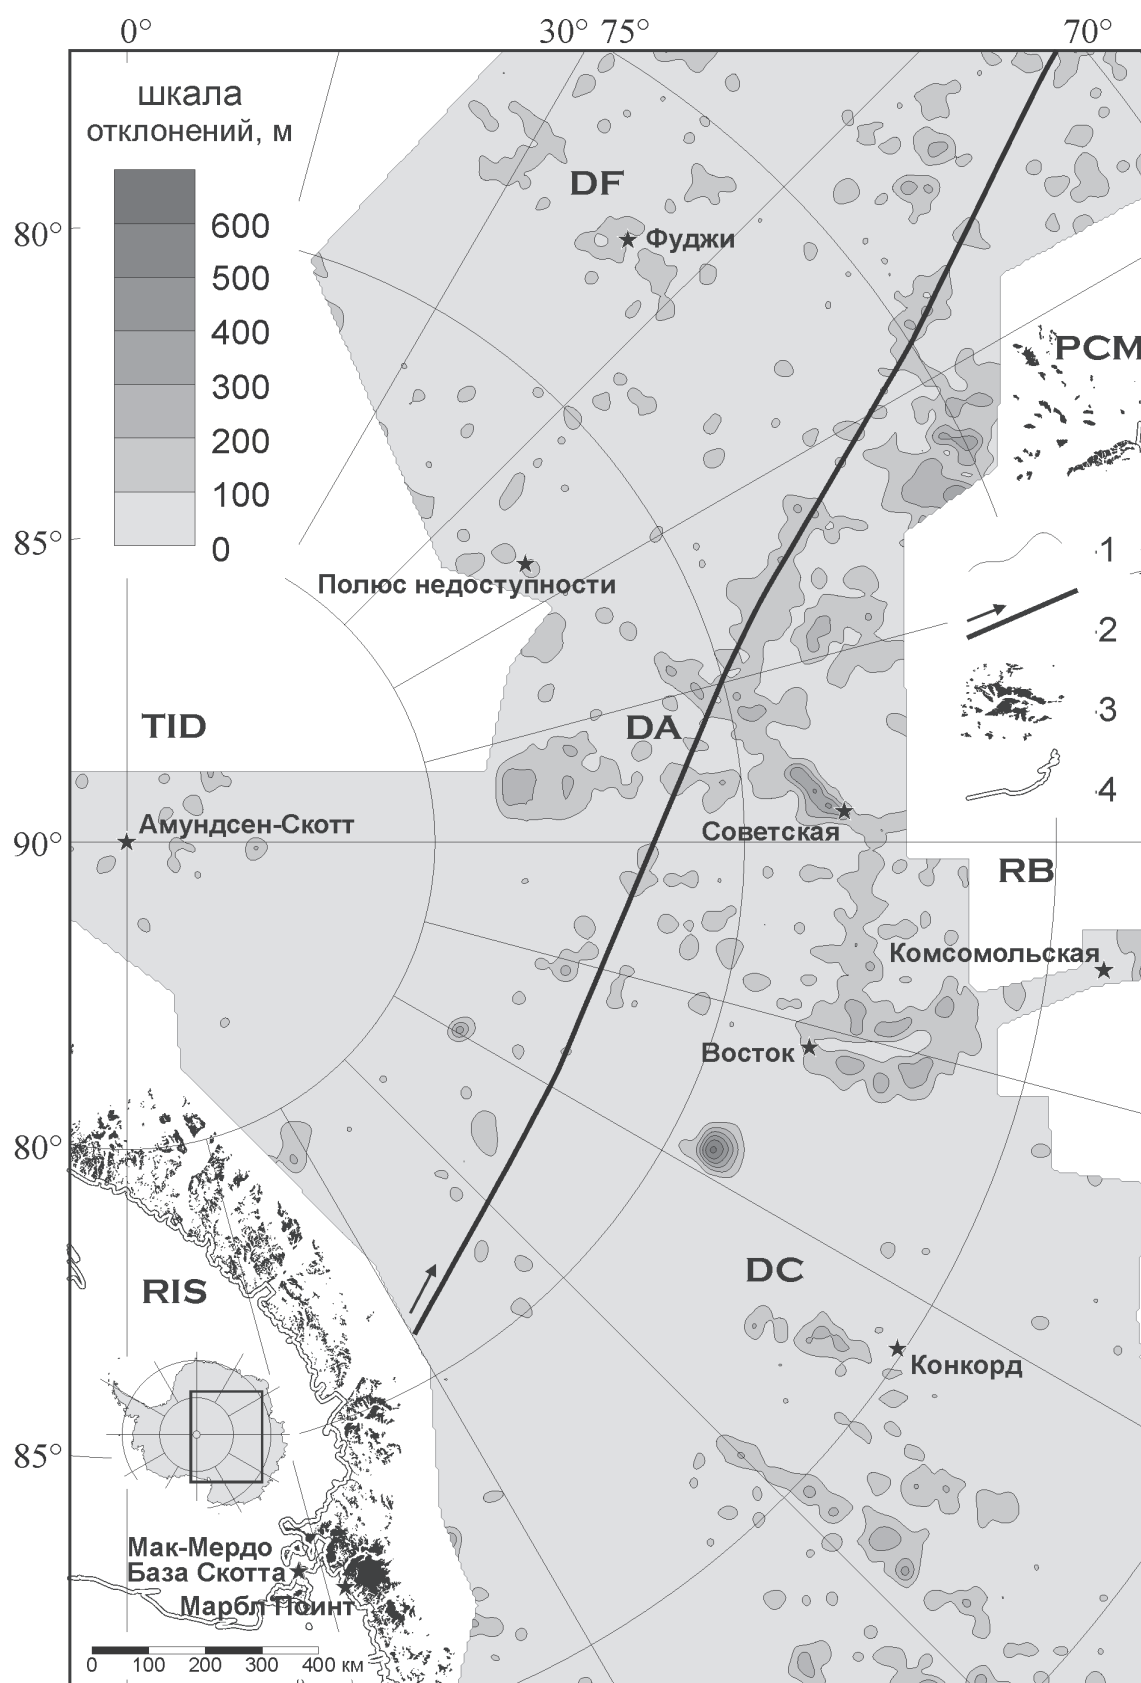 0° 30° 75° 70°
шкала
отклонений, м
600
500
400
300
200
100
0
80°
85°
90°
80°
85°
DF
Фуджи
PCM
Полюс недоступности
1
2
3
4
TID
DA
Амундсен-Скотт
Советская
RB
Комсомольская
Восток
DC
RIS
Конкорд
Мак-Мердо
База Скотта
Марбл Поинт
0 100 200 300 400 км